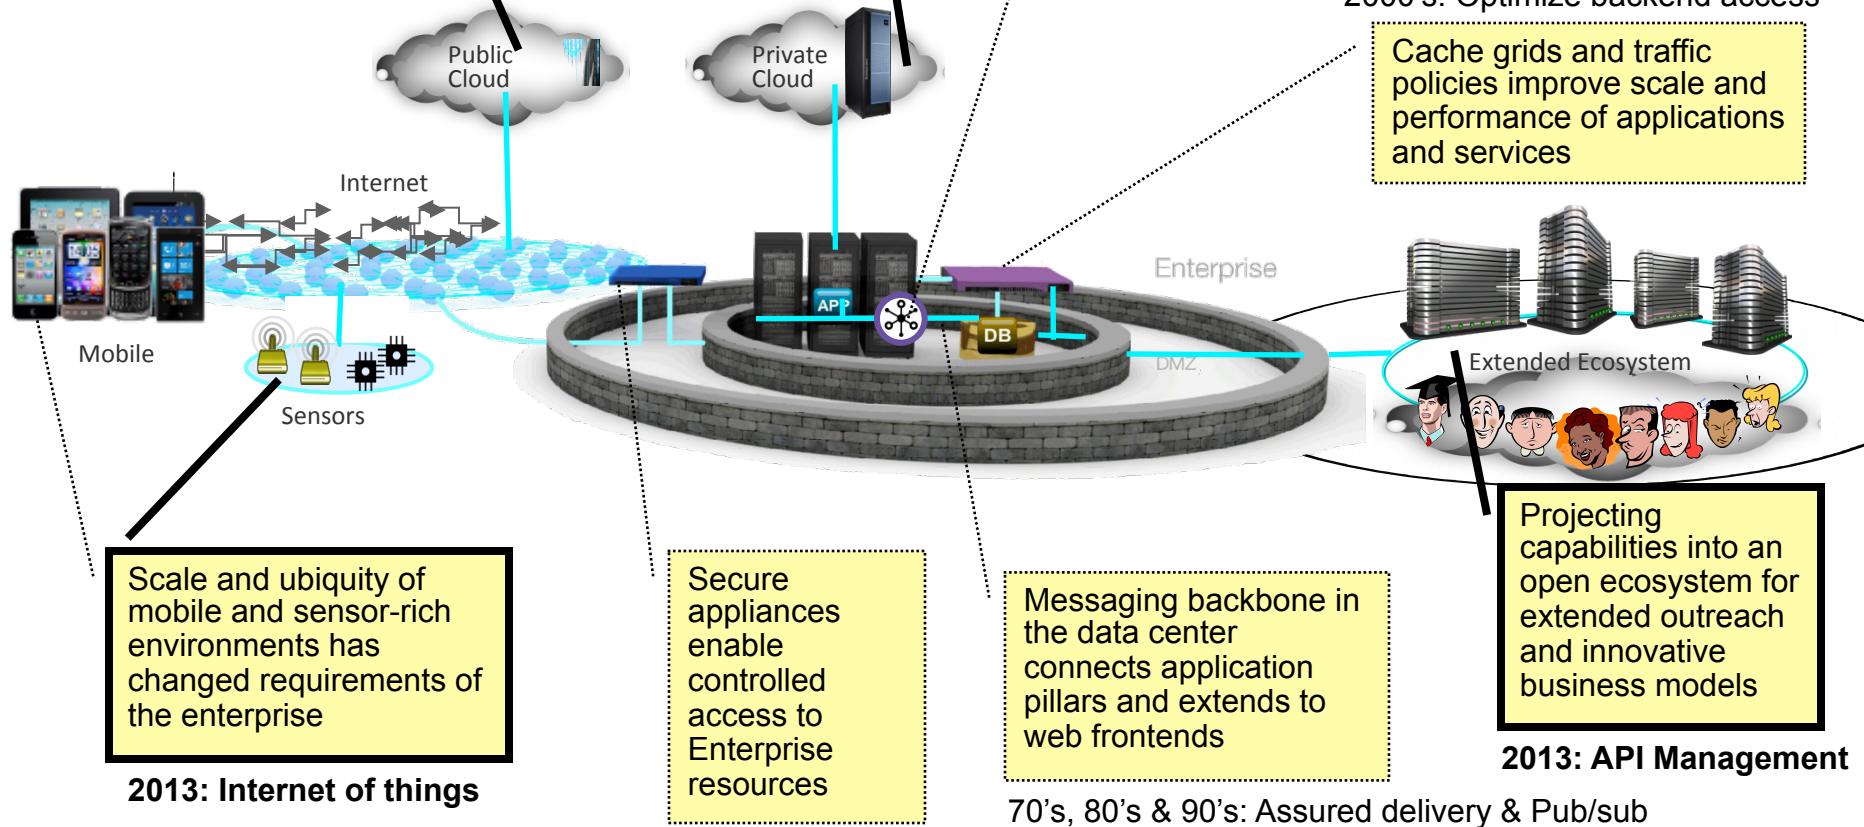 2000's: Optimize backend access
Public
Cloud
Private
Cloud
Cache grids and traffic
policies improve scale and
performance of applications
and services
Internet
Enterprise
APP
DB
DMZ
Mobile
Sensors
Extended Ecosystem
Scale and ubiquity of
mobile and sensor-rich
environments has
changed requirements of
the enterprise
2013: Internet of things
Secure
appliances
enable
controlled
access to
Enterprise
resources
Messaging backbone in
the data center
connects application
pillars and extends to
web frontends
70's, 80's & 90's: Assured delivery & Pub/sub
Projecting
capabilities into an
open ecosystem for
extended outreach
and innovative
business models
2013: API Management